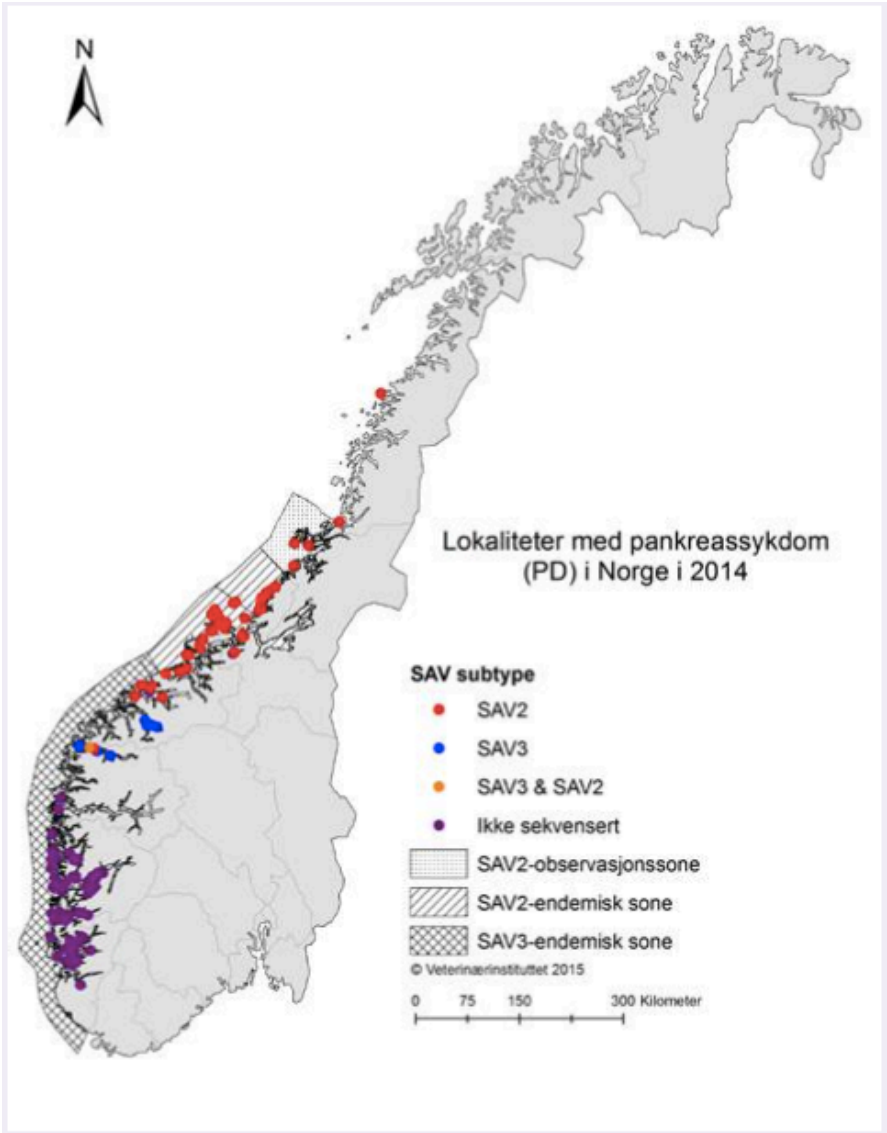 N
Lokaliteter med pankreassykdom
(PD) i Norge i 2014
SAV subtype
SAV2
SAV3
SAV3 & SAV2
Ikke sekvensert
SAV2-observasjonssone
SAV2-endemisk sone
SAV3-endemisk sone
© Veterinærinstituttet 2015
0 75 150 300 Kilometer